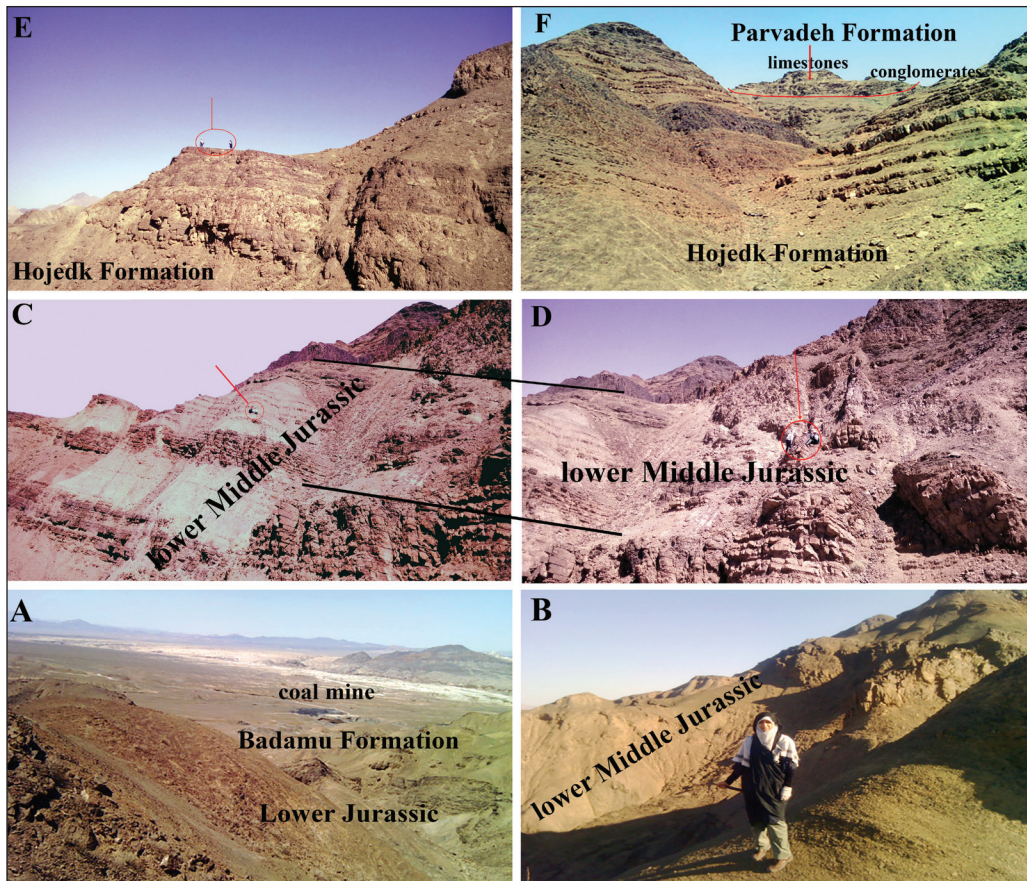 E
Hojedk Formation
F
Parvadeh Formation
limestones
conglomerates
Hojedk Formation
C
lower Middle Jurassic
D
lower Middle Jurassic
A
coal mine
Badamu Formation
Lower Jurassic
B
lower Middle Jurassic